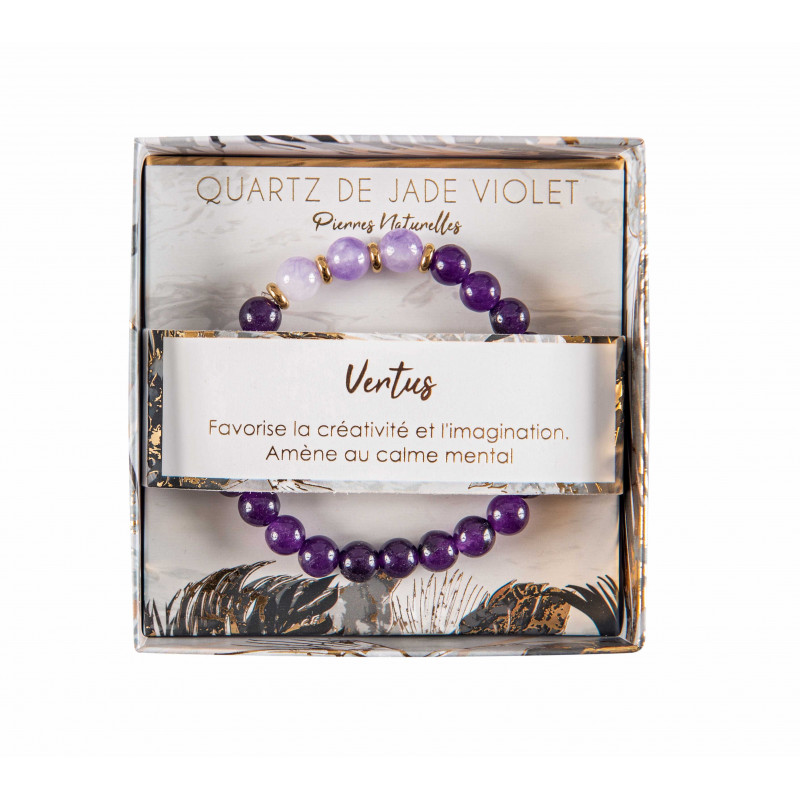 QUARTZ DE JADE VIOLET
Pierres Naturelles
Vertus
Favorise la créativité et l'imagination.
Amène au calme mental